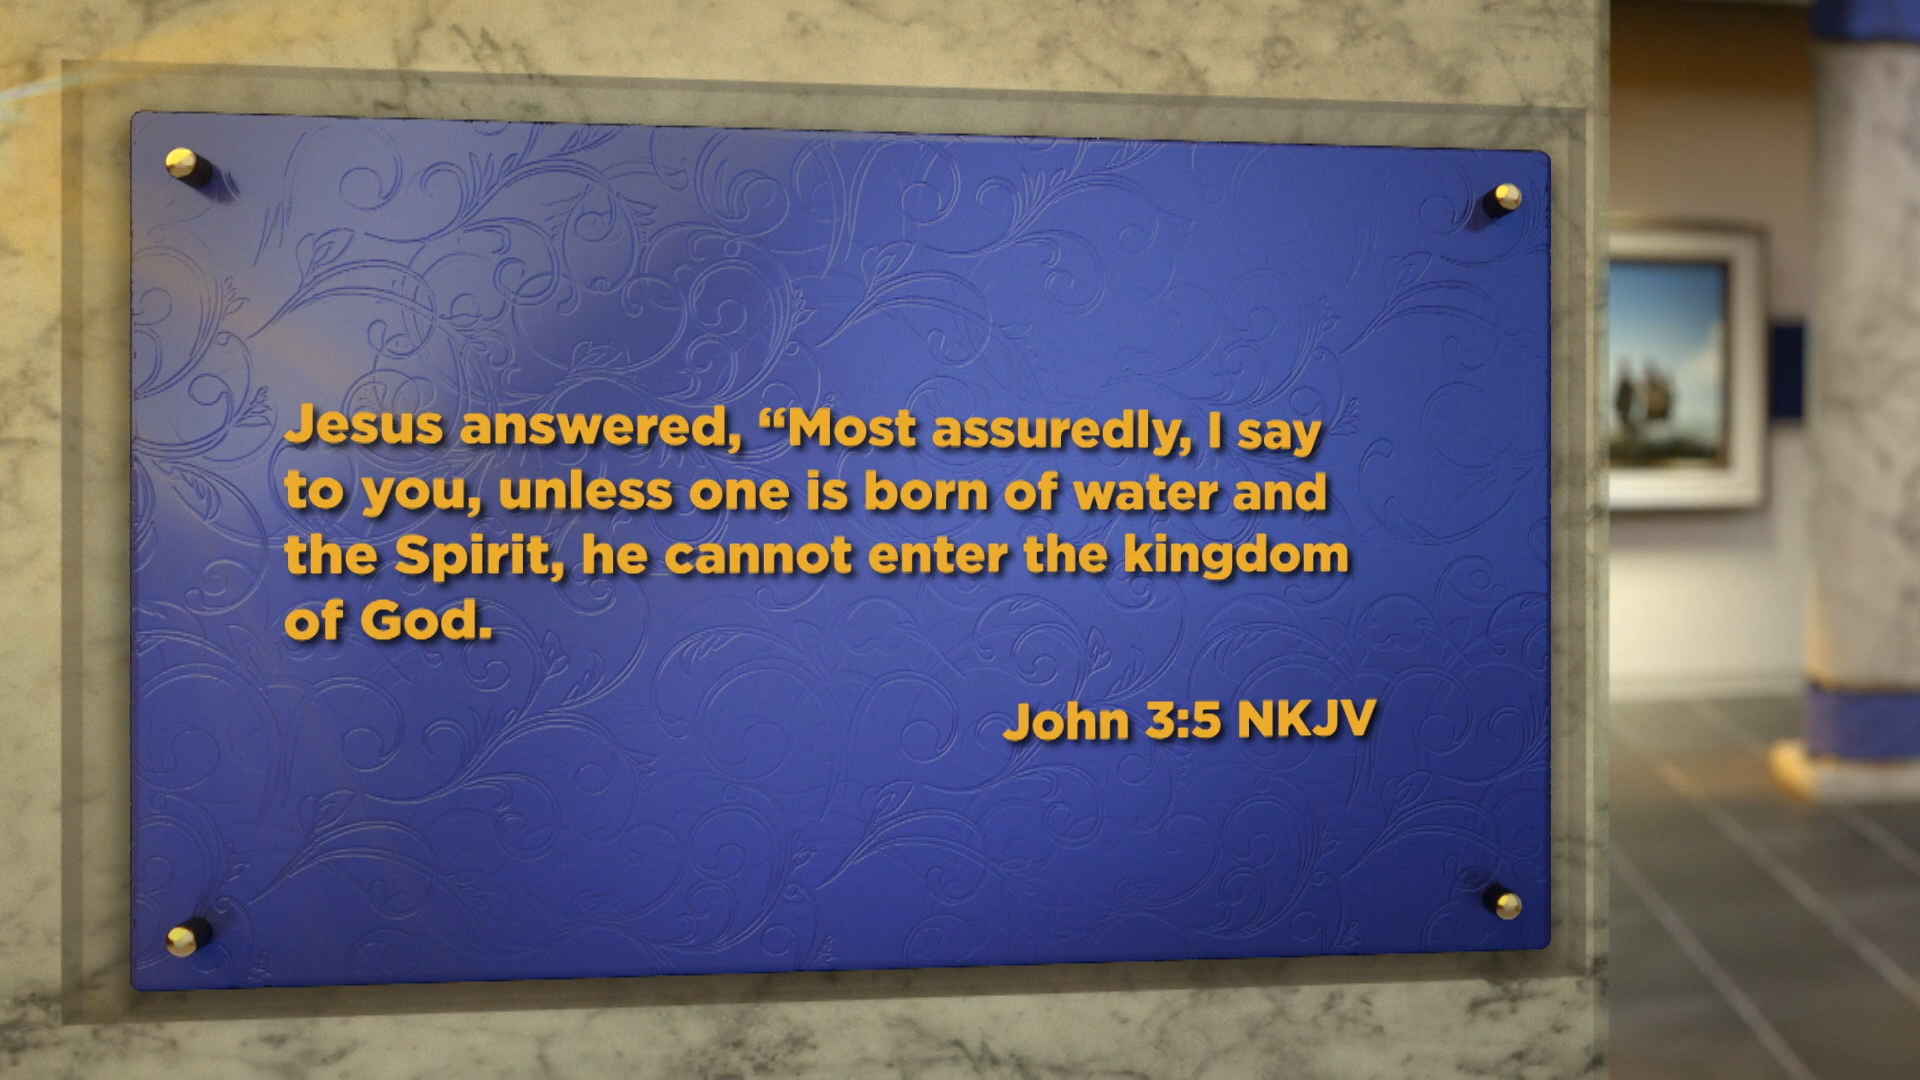 Jesus answered, “Most assuredly, I say
to you, unless one is born of water and
the Spirit, he cannot enter the kingdom
of God.
John 3:5 NKJV